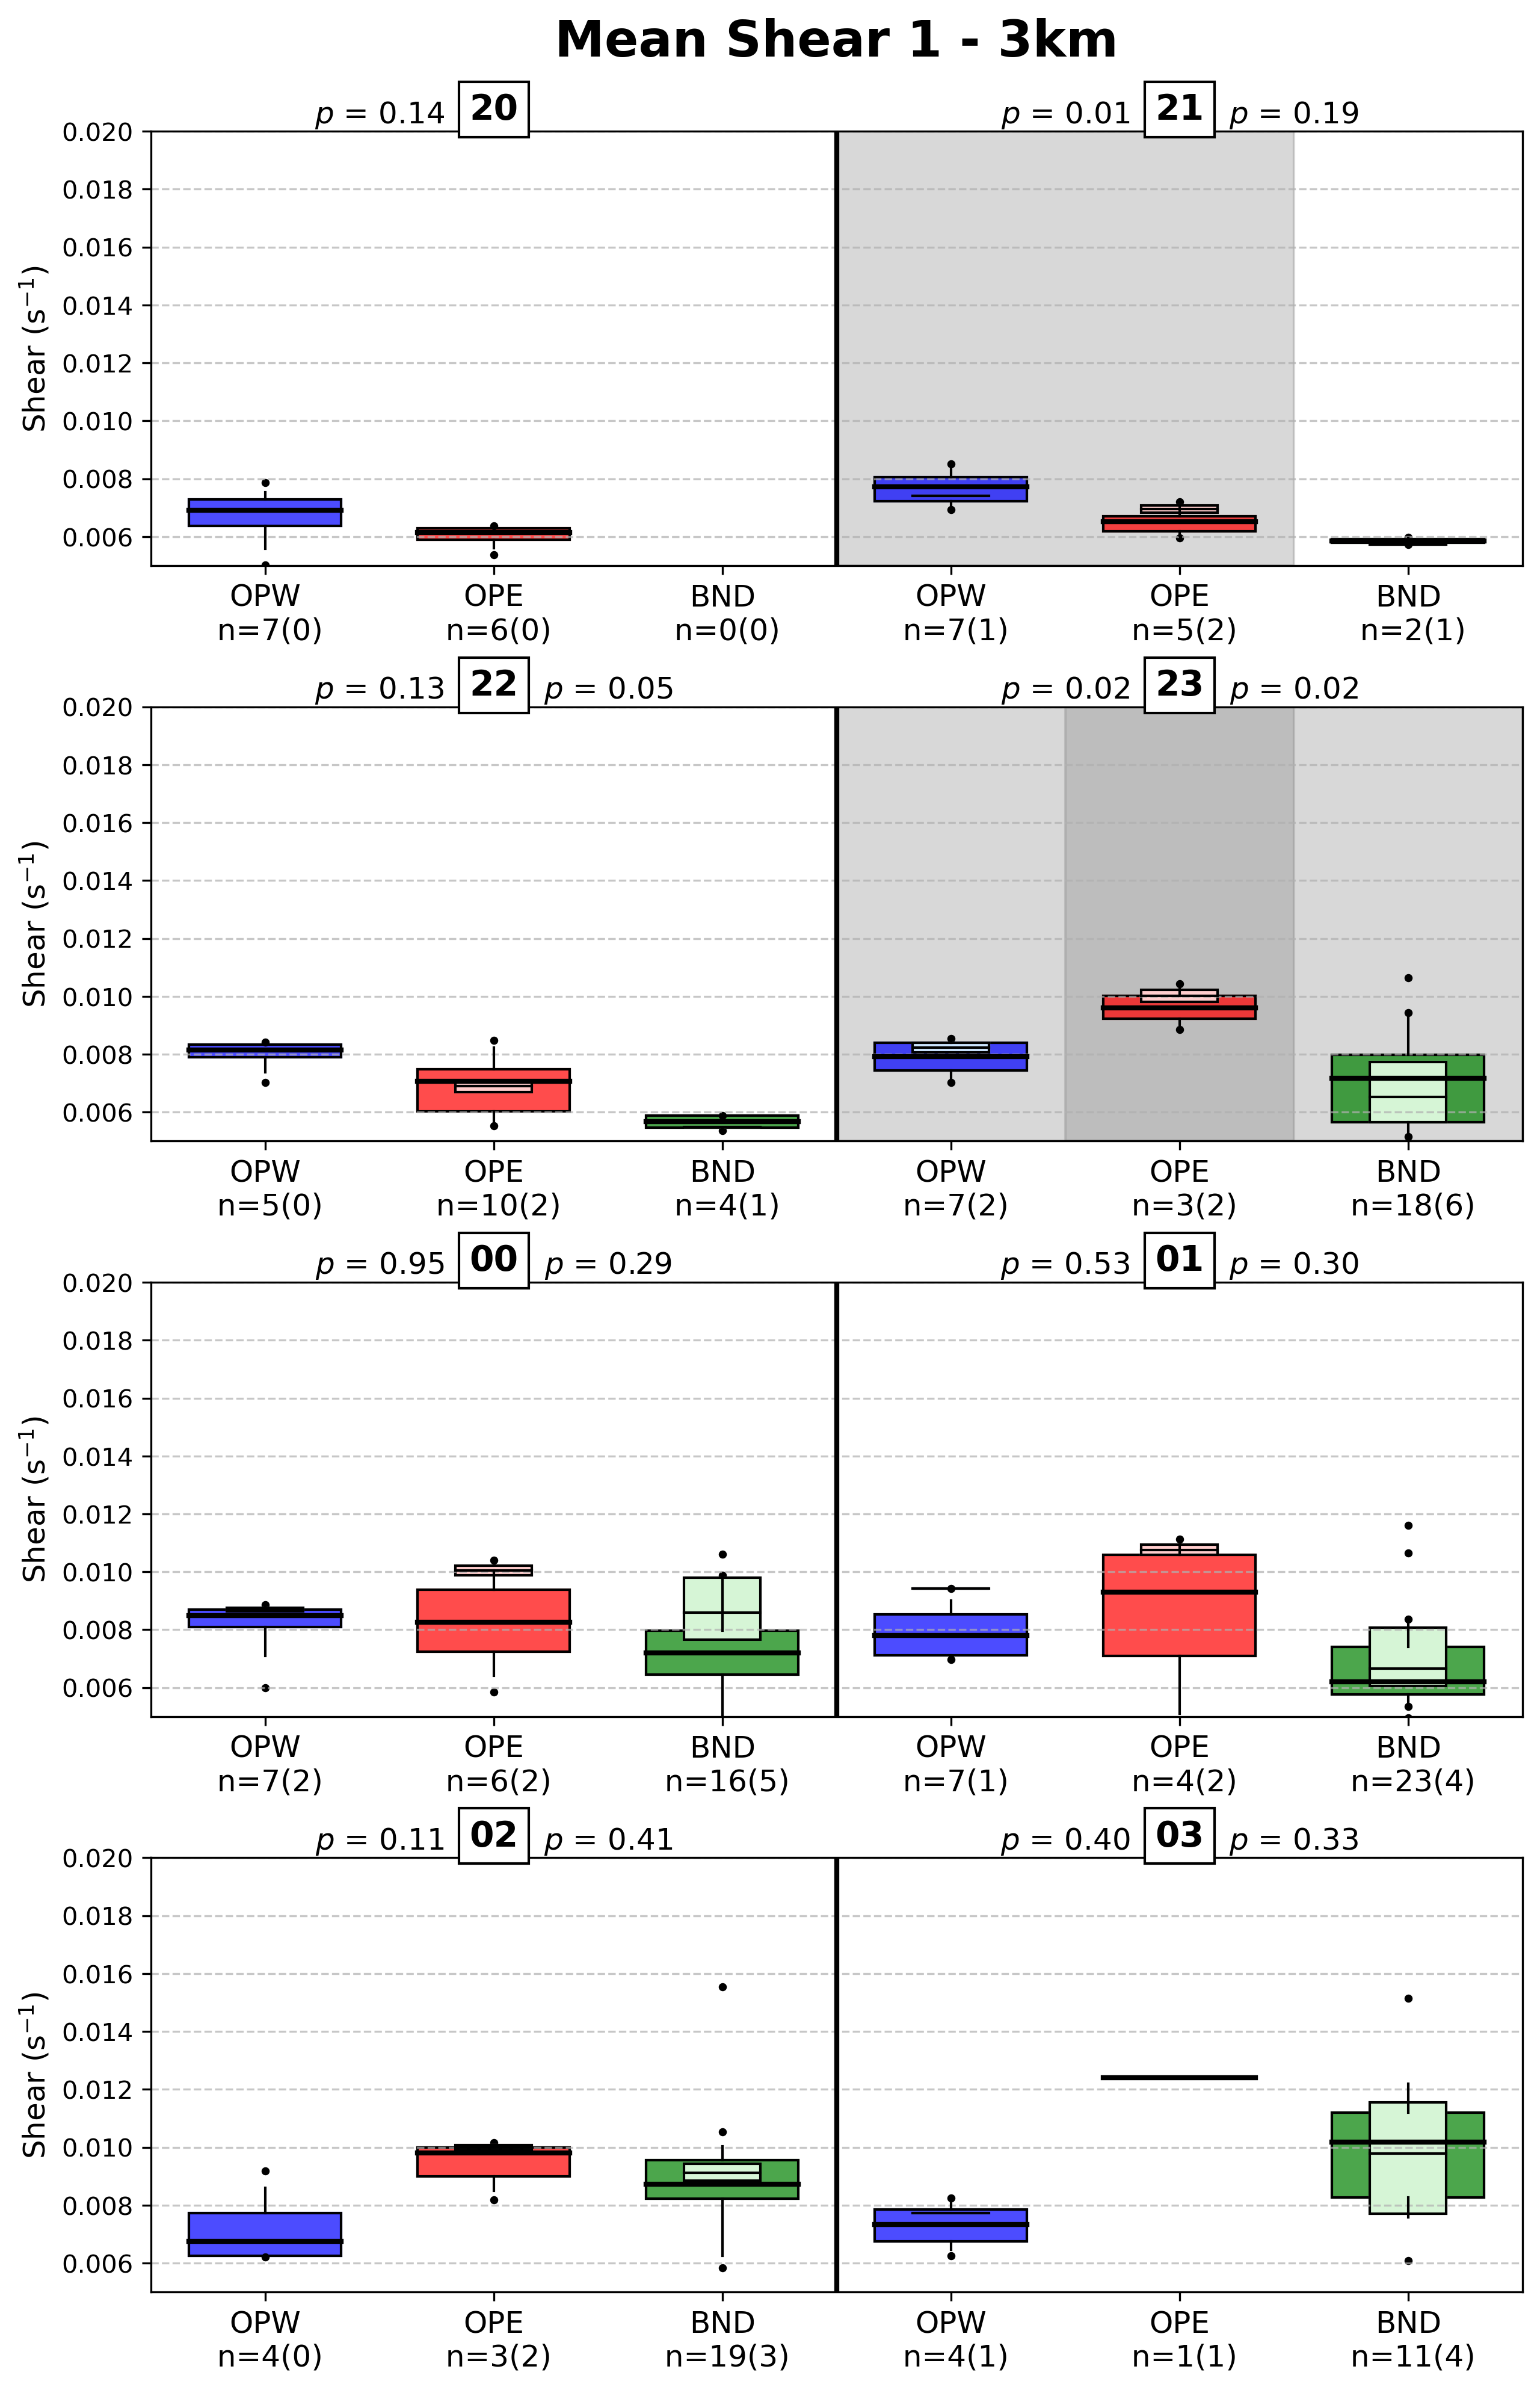 Mean Shear 1 - 3km
p = 0.14 20 p = 0.01 21 p = 0.19
0.020
0.018
0.016
0.014
0.012
0.010
0.008
0.006
Shear (s⁻¹)
OPW OPE BND OPW OPE BND
n=7(0) n=6(0) n=0(0) n=7(1) n=5(2) n=2(1)
p = 0.13 22 p = 0.05 p = 0.02 23 p = 0.02
0.020
0.018
0.016
0.014
0.012
0.010
0.008
0.006
Shear (s⁻¹)
OPW OPE BND OPW OPE BND
n=5(0) n=10(2) n=4(1) n=7(2) n=3(2) n=18(6)
p = 0.95 00 p = 0.29 p = 0.53 01 p = 0.30
0.020
0.018
0.016
0.014
0.012
0.010
0.008
0.006
Shear (s⁻¹)
OPW OPE BND OPW OPE BND
n=7(2) n=6(2) n=16(5) n=7(1) n=4(2) n=23(4)
p = 0.11 02 p = 0.41 p = 0.40 03 p = 0.33
0.020
0.018
0.016
0.014
0.012
0.010
0.008
0.006
Shear (s⁻¹)
OPW OPE BND OPW OPE BND
n=4(0) n=3(2) n=19(3) n=4(1) n=1(1) n=11(4)